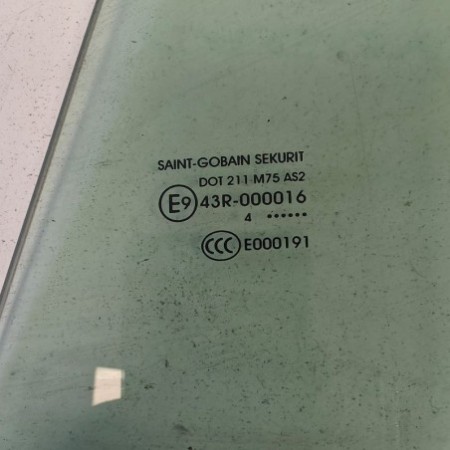 SAINT-GOBAIN SEKURIT
DOT 211 M75 AS2
E9 43R-000016
4 ••••••
CCC E000191